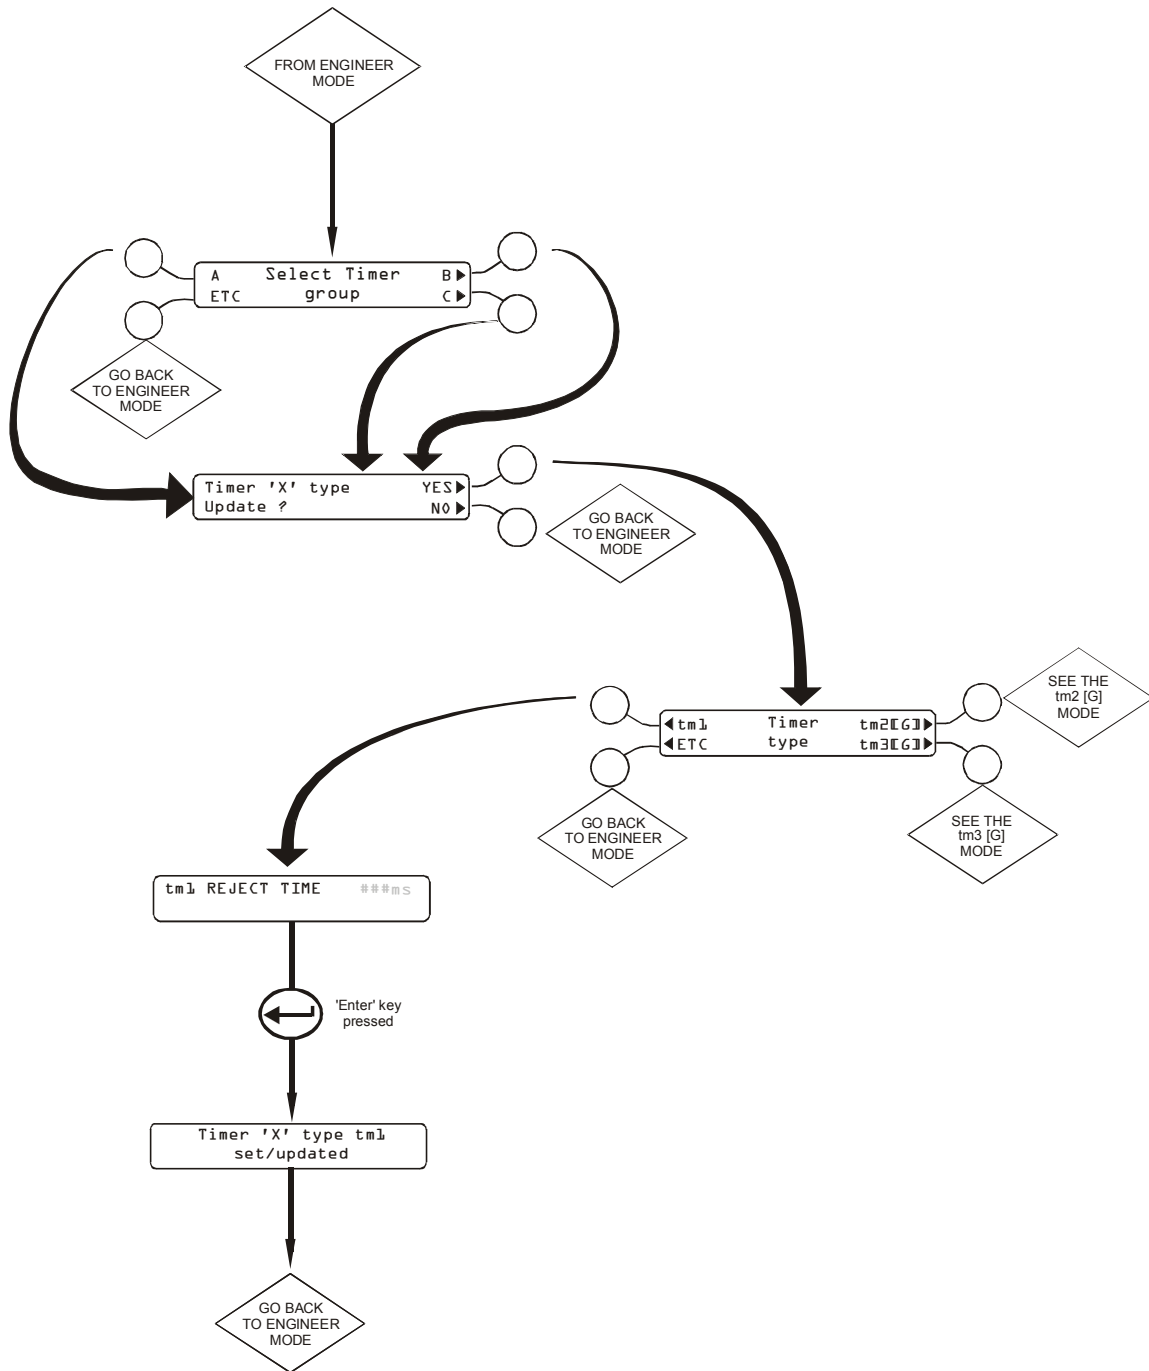 FROM ENGINEER
MODE
A Select Timer B
ETC group C
GO BACK
TO ENGINEER
MODE
Timer 'X' type YES
Update ? NO
GO BACK
TO ENGINEER
MODE
SEE THE
tm2 [G]
MODE
tm1 Timer tm2[G]
ETC type tm3[G]
GO BACK
TO ENGINEER
MODE
SEE THE
tm3 [G]
MODE
tm1 REJECT TIME ###ms
'Enter' key
pressed
Timer 'X' type tm1
set/updated
GO BACK
TO ENGINEER
MODE